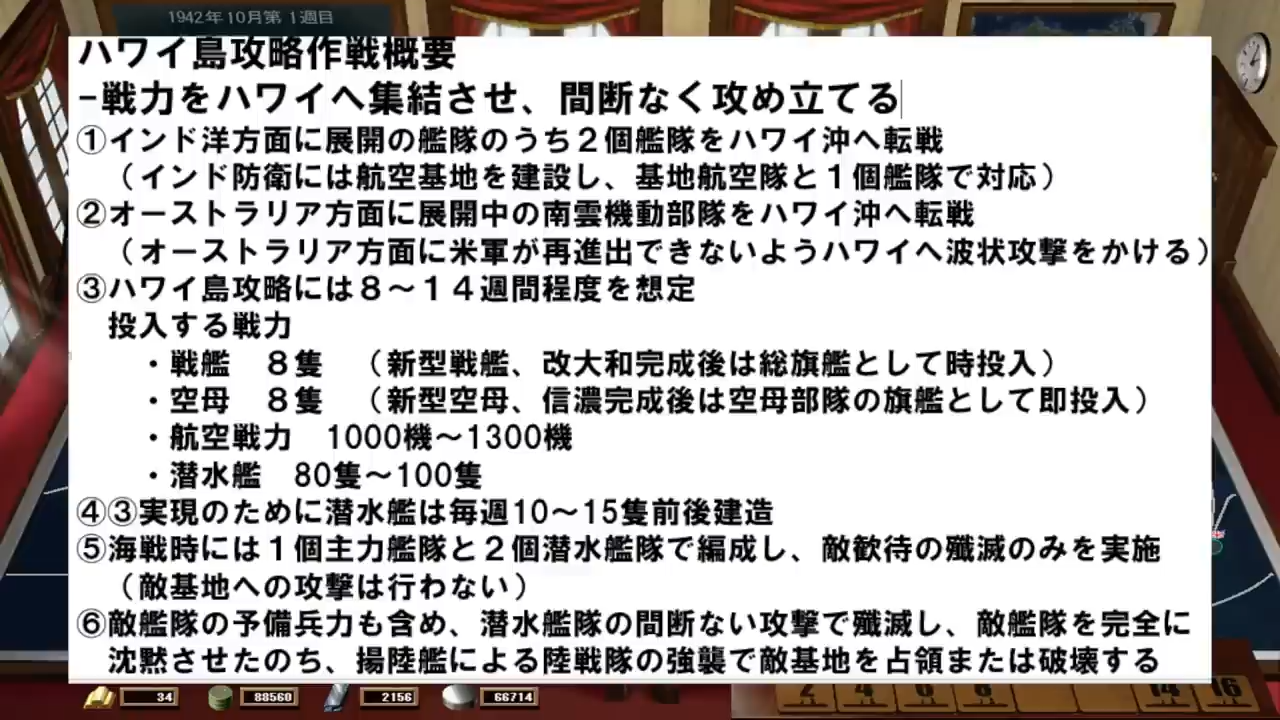 1942年10月第1週目
ハワイ島攻略作戦概要
-戦力をハワイへ集結させ、間断なく攻め立てる
①インド洋方面に展開の艦隊のうち２個艦隊をハワイ沖へ転戦
（インド防衛には航空基地を建設し、基地航空隊と１個艦隊で対応）
②オーストラリア方面に展開中の南雲機動部隊をハワイ沖へ転戦
（オーストラリア方面に米軍が再進出できないようハワイへ波状攻撃をかける）
③ハワイ島攻略には８～１４週間程度を想定
投入する戦力
・戦艦　８隻　（新型戦艦、改大和完成後は総旗艦として時投入）
・空母　８隻　（新型空母、信濃完成後は空母部隊の旗艦として即投入）
・航空戦力　1000機～1300機
・潜水艦　80隻～100隻
④③実現のために潜水艦は毎週10～15隻前後建造
⑤海戦時には１個主力艦隊と２個潜水艦隊で編成し、敵歓待の殲滅のみを実施
（敵基地への攻撃は行わない）
⑥敵艦隊の予備兵力も含め、潜水艦隊の間断ない攻撃で殲滅し、敵艦隊を完全に
沈黙させたのち、揚陸艦による陸戦隊の強襲で敵基地を占領または破壊する
34 88560 2156 66714
2 4 6 8 14 16